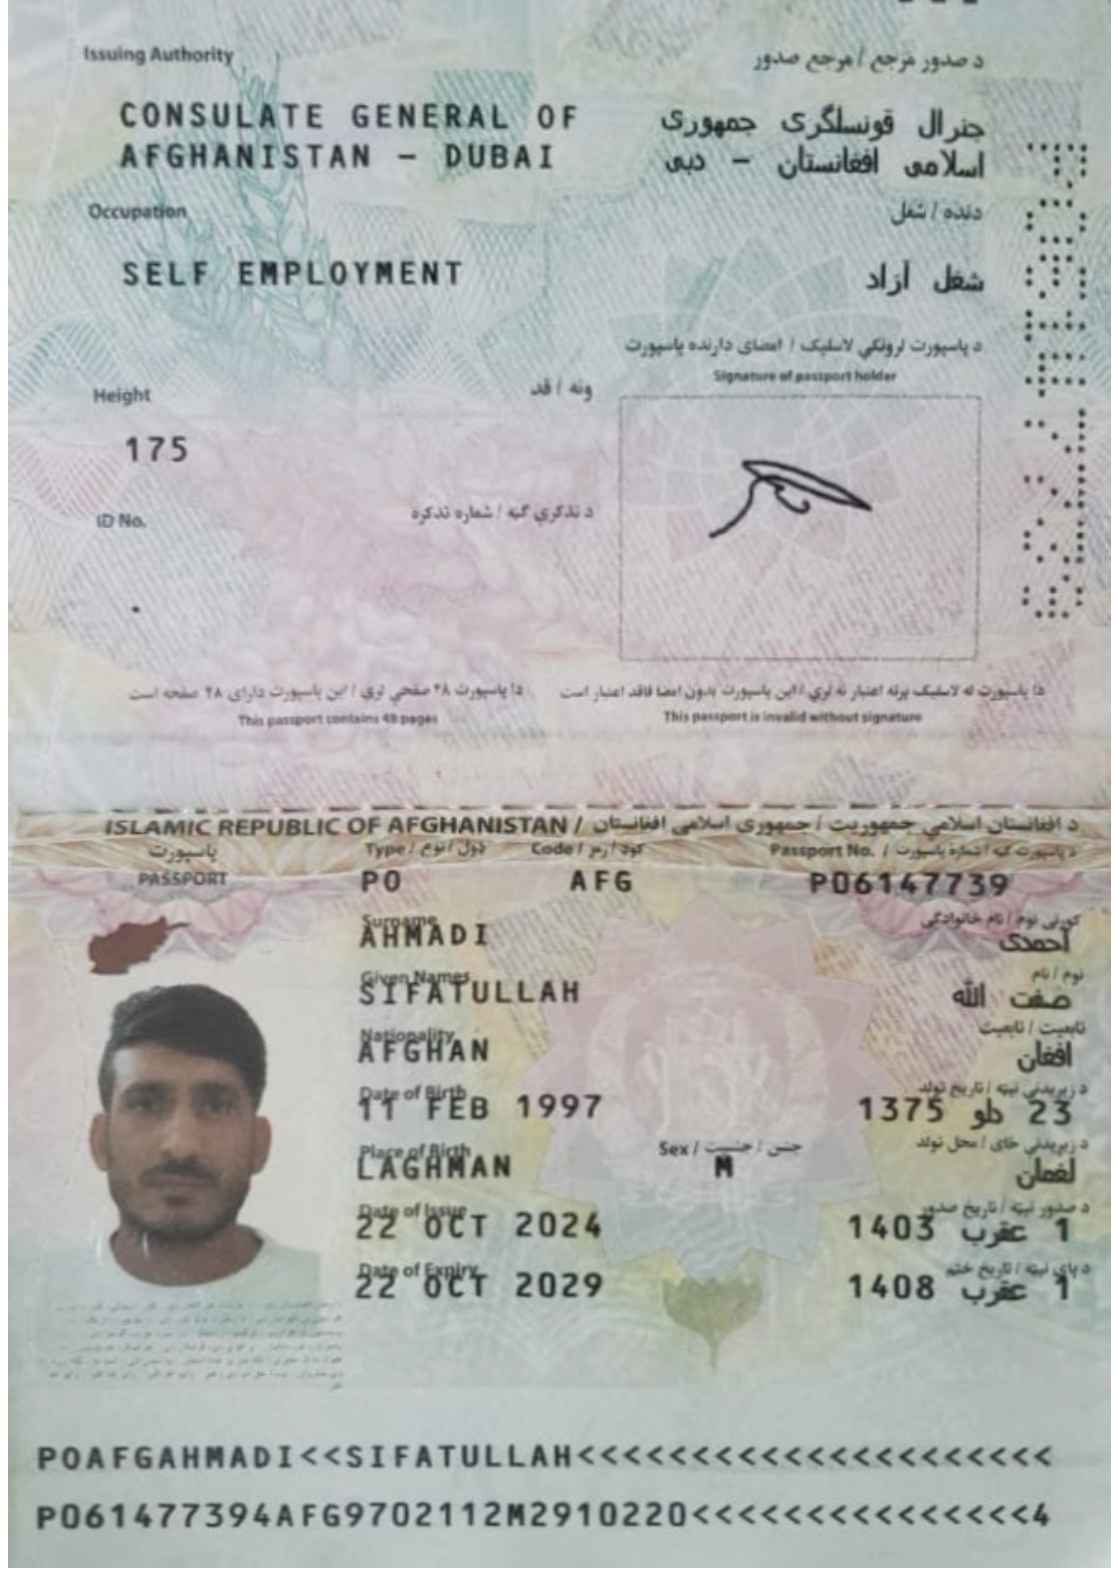 Issuing Authority د صدور مرجع / مرجع صدور
CONSULATE GENERAL OF جنرال قونسلگری جمهوری
AFGHANISTAN – DUBAI اسلامی افغانستان – دبی
Occupation دنده / شغل
SELF EMPLOYMENT شغل آزاد
د پاسپورت لرونکي لاسلیک / امضای دارنده پاسپورت
Signature of passport holder
Height ونه / قد
175
ID No. د تذکرې ګڼه / شماره تذکره
دا پاسپورت ۴۸ صفحې لري / این پاسپورت دارای ۴۸ صفحه است
This passport contains 48 pages
دا پاسپورت له لاسلیک پرته اعتبار نه لري / این پاسپورت بدون امضا فاقد اعتبار است
This passport is invalid without signature
ISLAMIC REPUBLIC OF AFGHANISTAN / د افغانستان اسلامي جمهوریت / جمهوری اسلامی افغانستان
پاسپورت Type / ډول / نوع Code / کود / رمز Passport No. / د پاسپورت ګڼه / شماره پاسپورت
PASSPORT PO AFG P06147739
Surname کورنی نوم / نام خانوادگی
AHMADI احمدی
Given Names نوم / نام
SIFATULLAH صفت الله
Nationality تابعیت / تابعیت
AFGHAN افغان
Date of Birth د زیږیدنې نېټه / تاریخ تولد
11 FEB 1997 23 دلو 1375
Place of Birth Sex / جنس / جنسیت د زیږیدنې ځای / محل تولد
LAGHMAN M لغمان
Date of Issue د صدور نېټه / تاریخ صدور
22 OCT 2024 1 عقرب 1403
Date of Expiry د پای نېټه / تاریخ ختم
22 OCT 2029 1 عقرب 1408
POAFGAHMADI<<SIFATULLAH<<<<<<<<<<<<<<<<<<<<<
P061477394AFG9702112M2910220<<<<<<<<<<<<<<<4